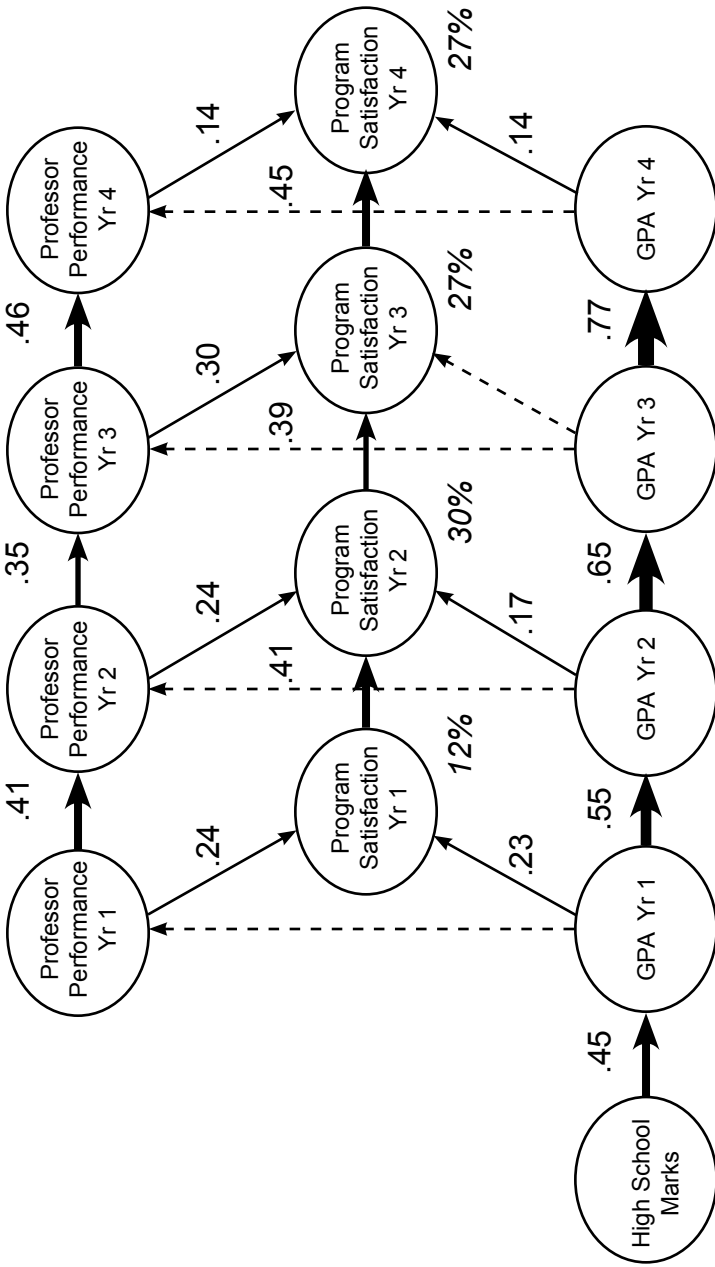 Professor
Performance
Yr 1
.41
Professor
Performance
Yr 2
.35
Professor
Performance
Yr 3
.46
Professor
Performance
Yr 4
.24
.24
.30
.14
Program
Satisfaction
Yr 1
12%
.41
Program
Satisfaction
Yr 2
30%
.39
Program
Satisfaction
Yr 3
27%
.45
Program
Satisfaction
Yr 4
27%
.23
.17
.14
High School
Marks
.45
GPA Yr 1
.55
GPA Yr 2
.65
GPA Yr 3
.77
GPA Yr 4